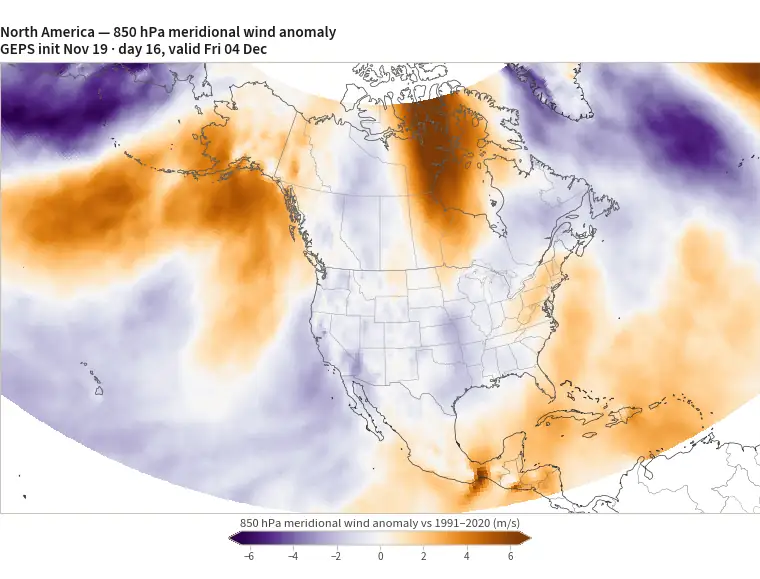 North America — 850 hPa meridional wind anomaly
GEPS init Nov 19 · day 16, valid Fri 04 Dec
850 hPa meridional wind anomaly vs 1991–2020 (m/s)
−6 −4 −2 0 2 4 6